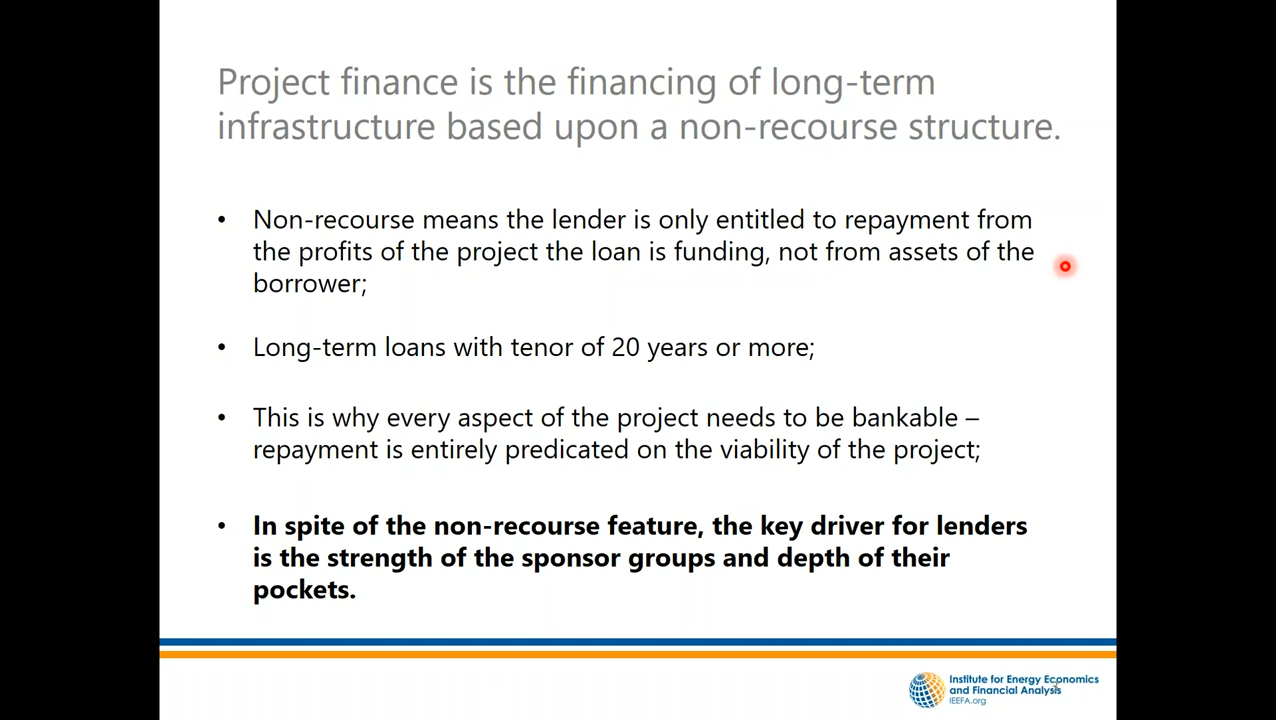 Project finance is the financing of long-term
infrastructure based upon a non-recourse structure.
• Non-recourse means the lender is only entitled to repayment from
the profits of the project the loan is funding, not from assets of the
borrower;
• Long-term loans with tenor of 20 years or more;
• This is why every aspect of the project needs to be bankable –
repayment is entirely predicated on the viability of the project;
• In spite of the non-recourse feature, the key driver for lenders
is the strength of the sponsor groups and depth of their
pockets.
Institute for Energy Economics
and Financial Analysis
IEEFA.org